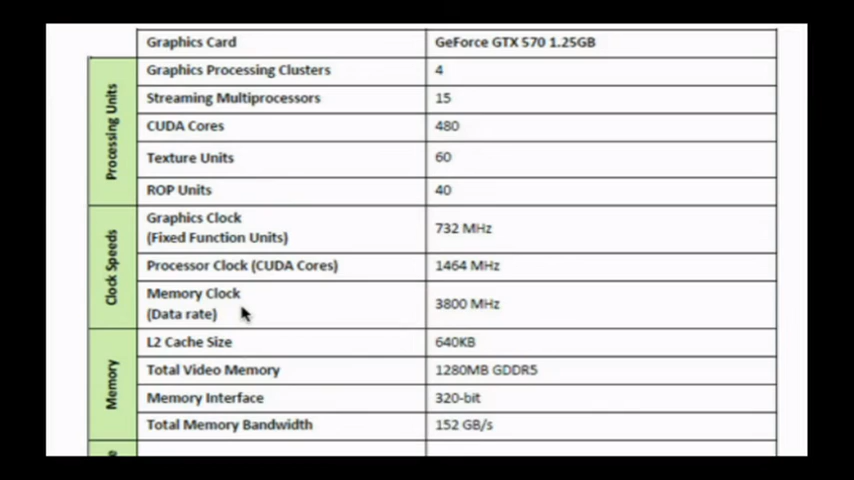 Graphics Card GeForce GTX 570 1.25GB
Processing Units
Graphics Processing Clusters 4
Streaming Multiprocessors 15
CUDA Cores 480
Texture Units 60
ROP Units 40
Clock Speeds
Graphics Clock
(Fixed Function Units) 732 MHz
Processor Clock (CUDA Cores) 1464 MHz
Memory Clock
(Data rate) 3800 MHz
Memory
L2 Cache Size 640KB
Total Video Memory 1280MB GDDR5
Memory Interface 320-bit
Total Memory Bandwidth 152 GB/s